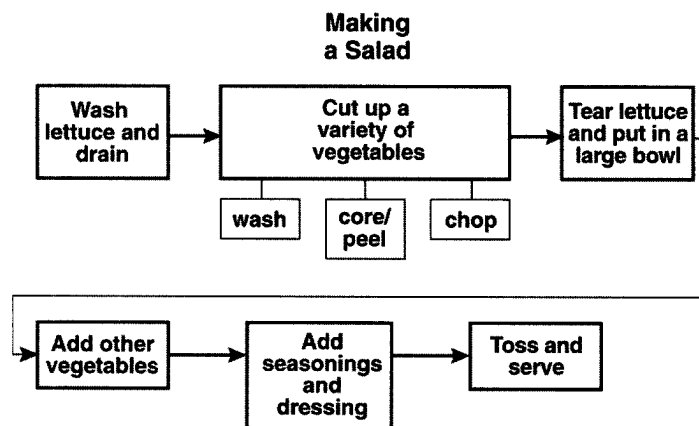 Making
a Salad
Wash
lettuce and
drain
Cut up a
variety of
vegetables
Tear lettuce
and put in a
large bowl
wash
core/
peel
chop
Add other
vegetables
Add
seasonings
and
dressing
Toss and
serve